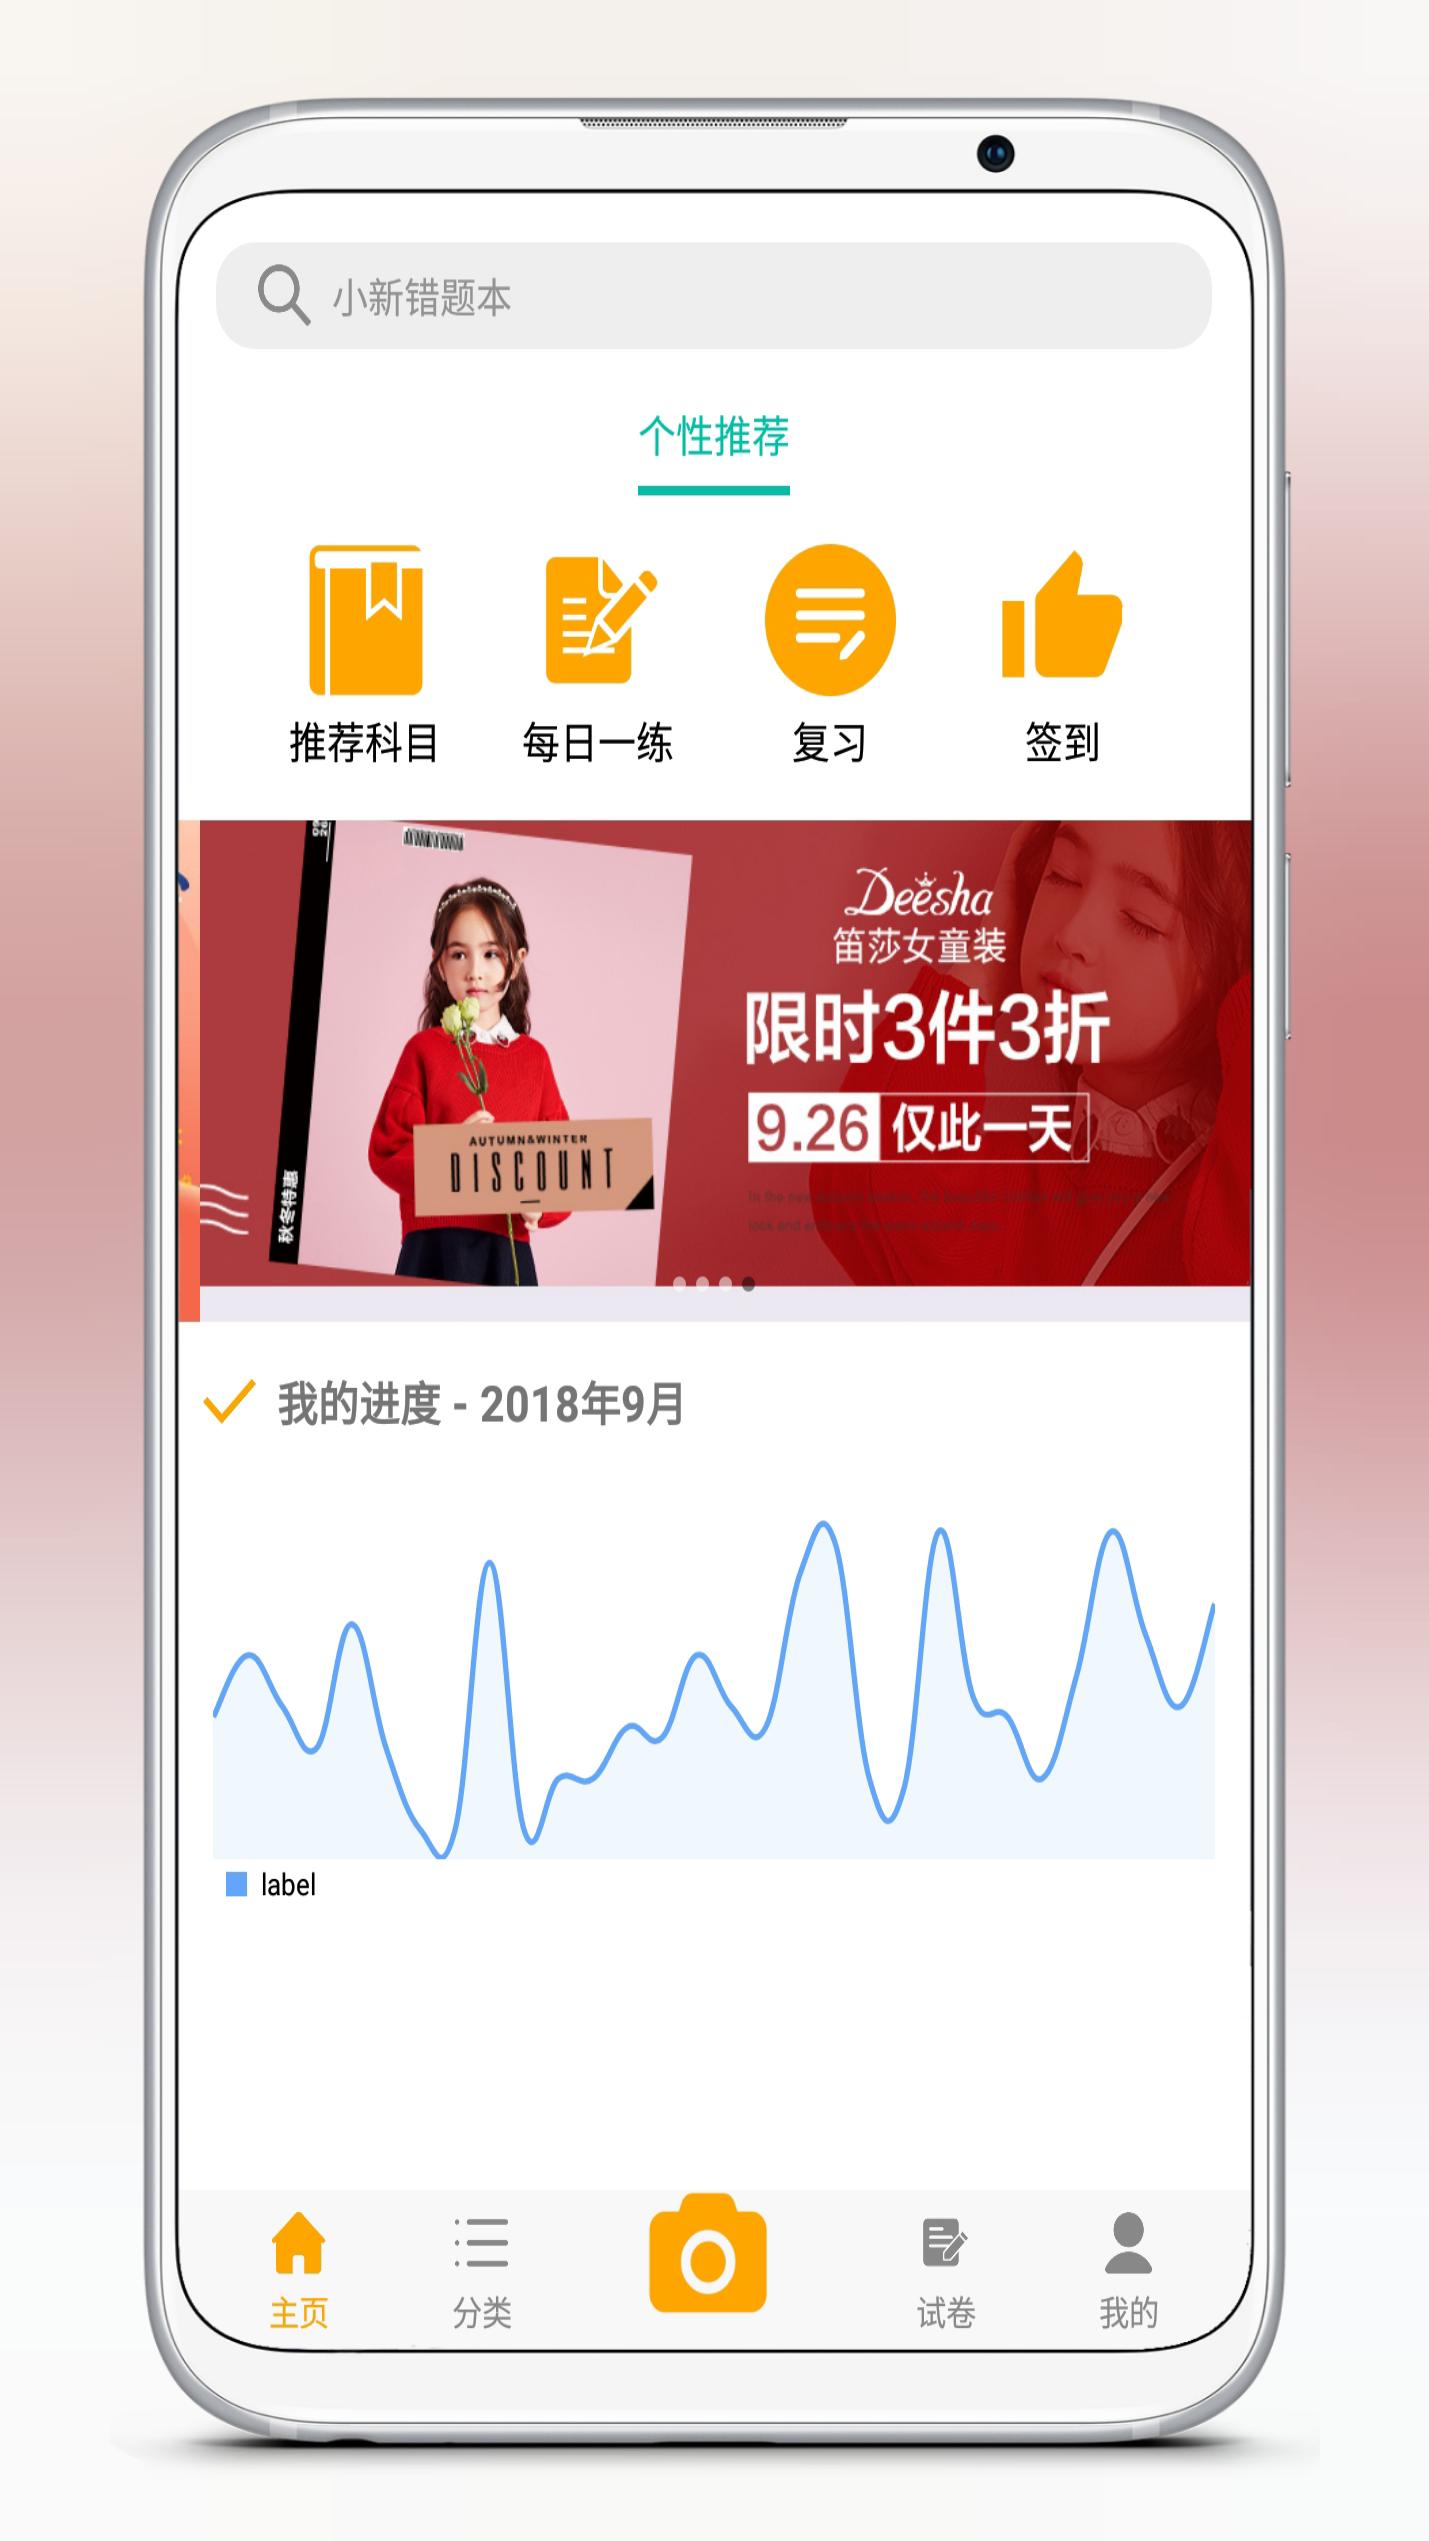 小新错题本
个性推荐
推荐科目
每日一练
复习
签到
秋冬特惠
AUTUMN&WINTER
DISCOUNT
Deesha
笛莎女童装
限时3件3折
9.26 仅此一天
我的进度 - 2018年9月
label
主页
分类
试卷
我的